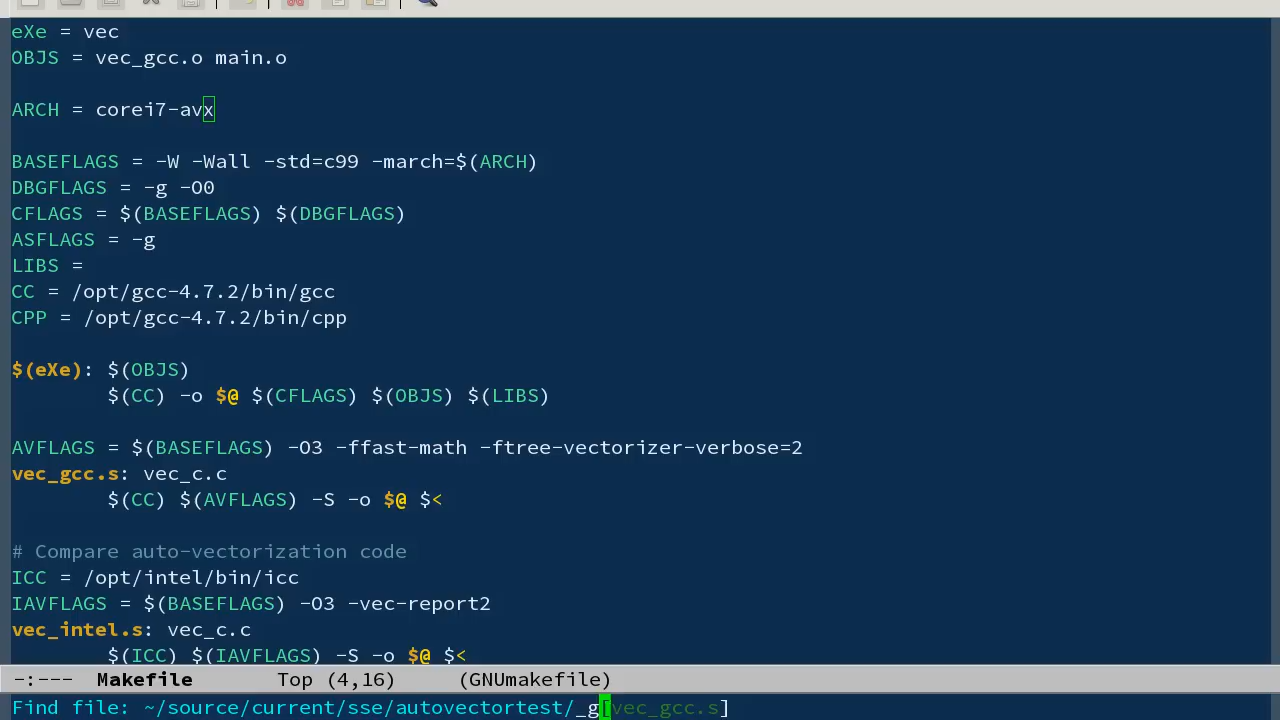 eXe = vec
OBJS = vec_gcc.o main.o
ARCH = corei7-avx
BASEFLAGS = -W -Wall -std=c99 -march=$(ARCH)
DBGFLAGS = -g -O0
CFLAGS = $(BASEFLAGS) $(DBGFLAGS)
ASFLAGS = -g
LIBS =
CC = /opt/gcc-4.7.2/bin/gcc
CPP = /opt/gcc-4.7.2/bin/cpp
$(eXe): $(OBJS)
$(CC) -o $@ $(CFLAGS) $(OBJS) $(LIBS)
AVFLAGS = $(BASEFLAGS) -O3 -ffast-math -ftree-vectorizer-verbose=2
vec_gcc.s: vec_c.c
$(CC) $(AVFLAGS) -S -o $@ $<
# Compare auto-vectorization code
ICC = /opt/intel/bin/icc
IAVFLAGS = $(BASEFLAGS) -O3 -vec-report2
vec_intel.s: vec_c.c
$(ICC) $(IAVFLAGS) -S -o $@ $<
-:--- Makefile Top (4,16) (GNUmakefile)
Find file: ~/source/current/sse/autovectortest/_g[vec_gcc.s]